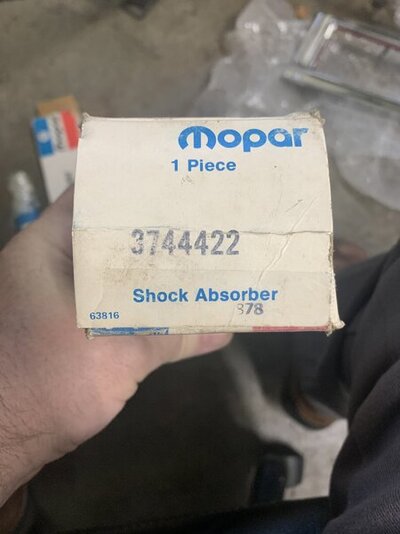 Mopar
1 Piece
3744422
Shock Absorber
378
63816